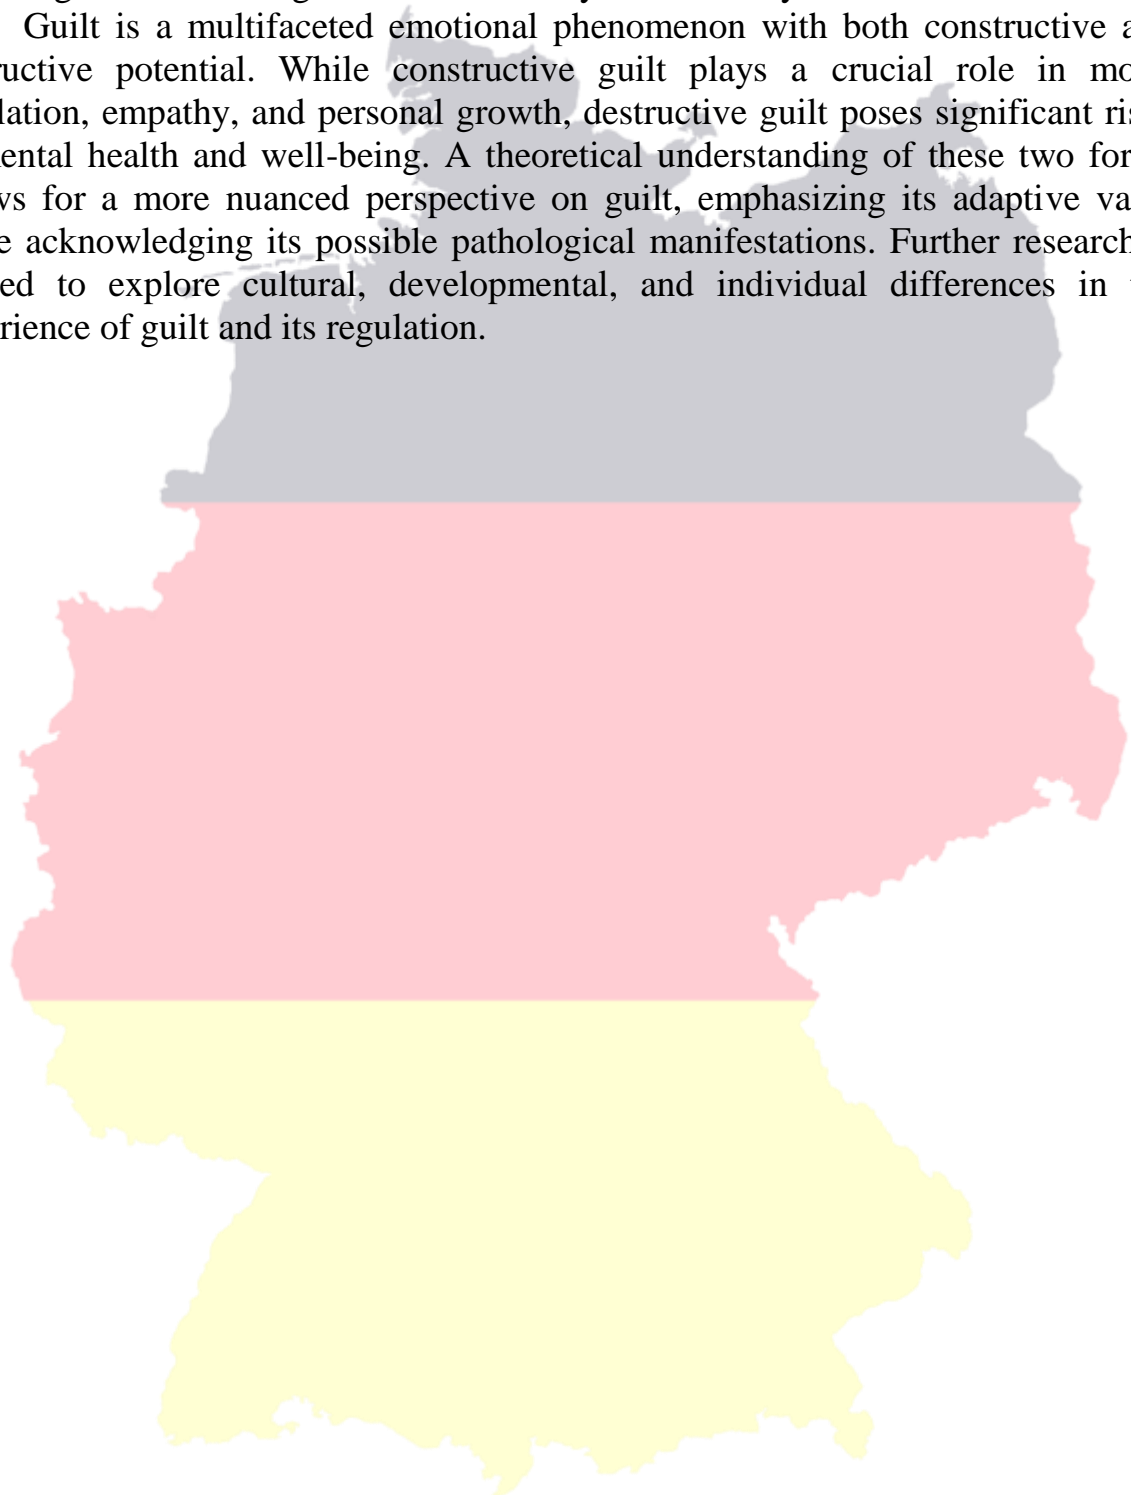 Guilt is a multifaceted emotional phenomenon with both constructive a
ructive potential. While constructive guilt plays a crucial role in mo
lation, empathy, and personal growth, destructive guilt poses significant ris
ental health and well-being. A theoretical understanding of these two for
vs for a more nuanced perspective on guilt, emphasizing its adaptive va
e acknowledging its possible pathological manifestations. Further research
ed to explore cultural, developmental, and individual differences in
rience of guilt and its regulation.